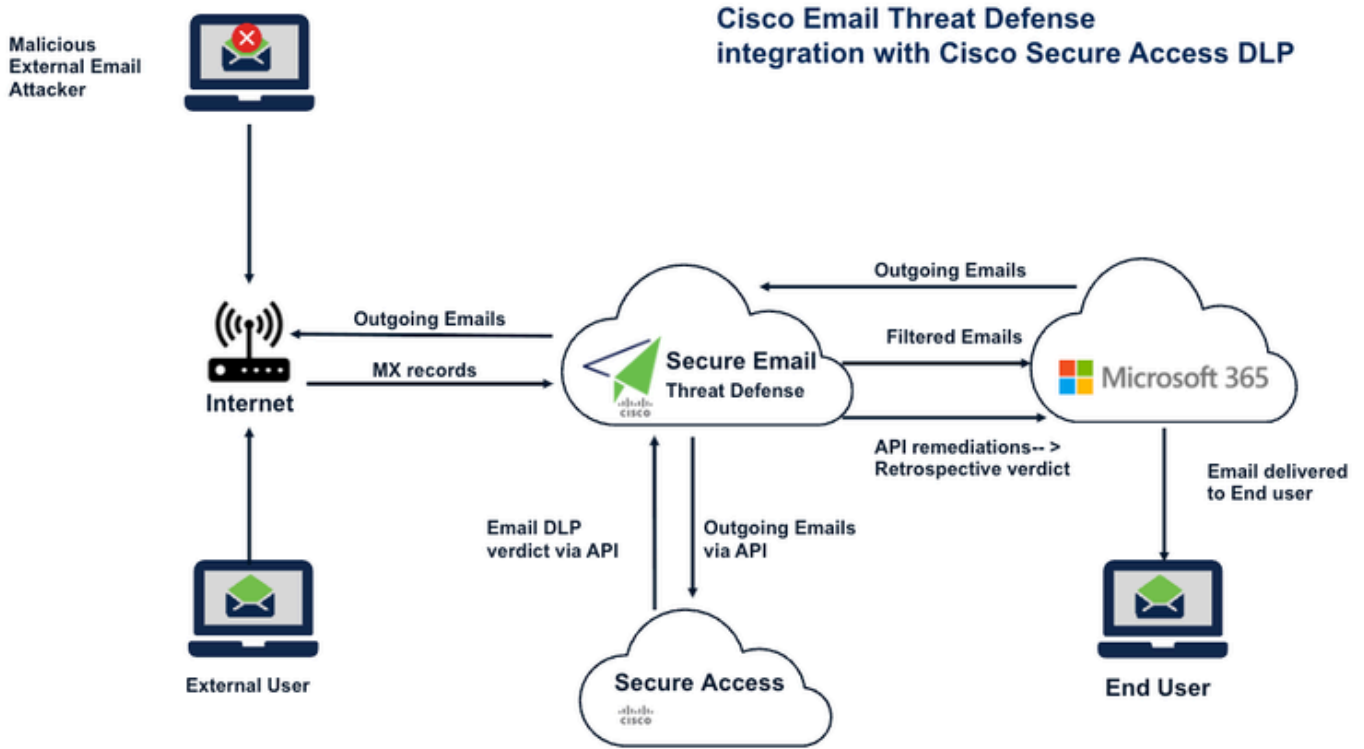 Cisco Email Threat Defense
integration with Cisco Secure Access DLP
Malicious
External Email
Attacker
Outgoing Emails
Outgoing Emails
Filtered Emails
MX records
Internet
Secure Email
Threat Defense
CISCO
Microsoft 365
API remediations-- >
Retrospective verdict
Email delivered
to End user
Email DLP
verdict via API
Outgoing Emails
via API
External User
Secure Access
CISCO
End User